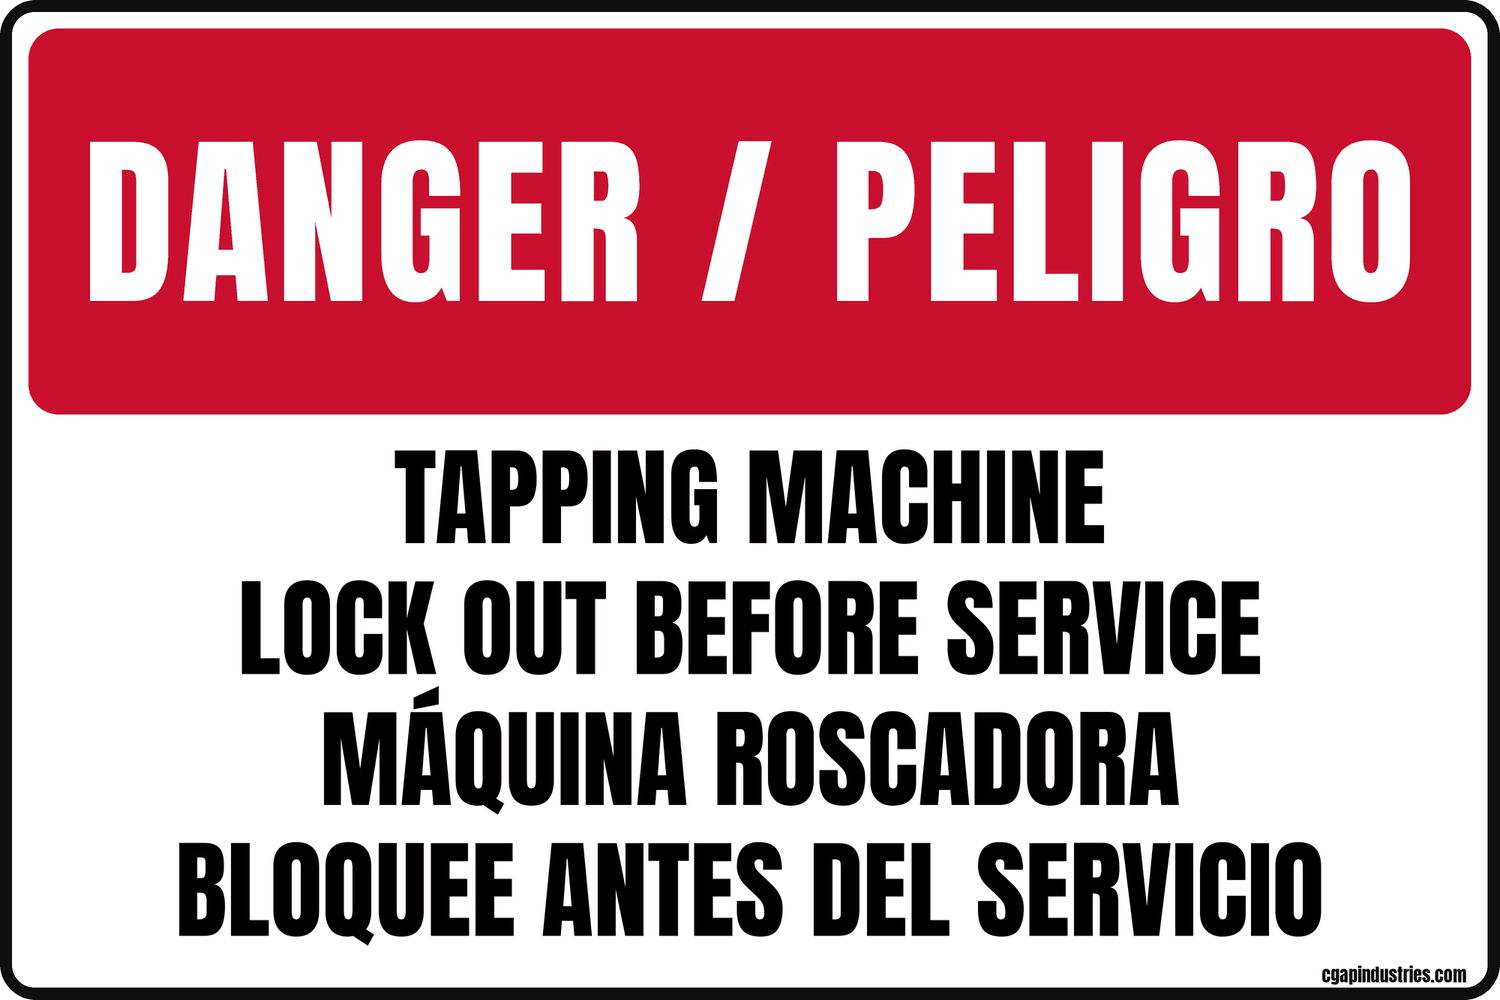 DANGER / PELIGRO
TAPPING MACHINE
LOCK OUT BEFORE SERVICE
MÁQUINA ROSCADORA
BLOQUEE ANTES DEL SERVICIO
cgapindustries.com